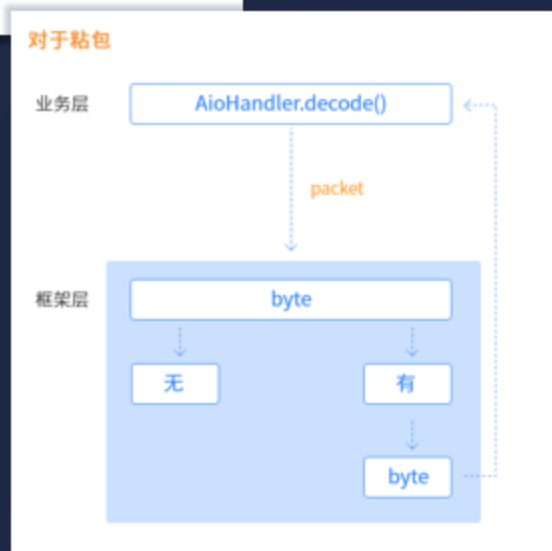 对于粘包
业务层
AioHandler.decode()
packet
框架层
byte
无
有
byte